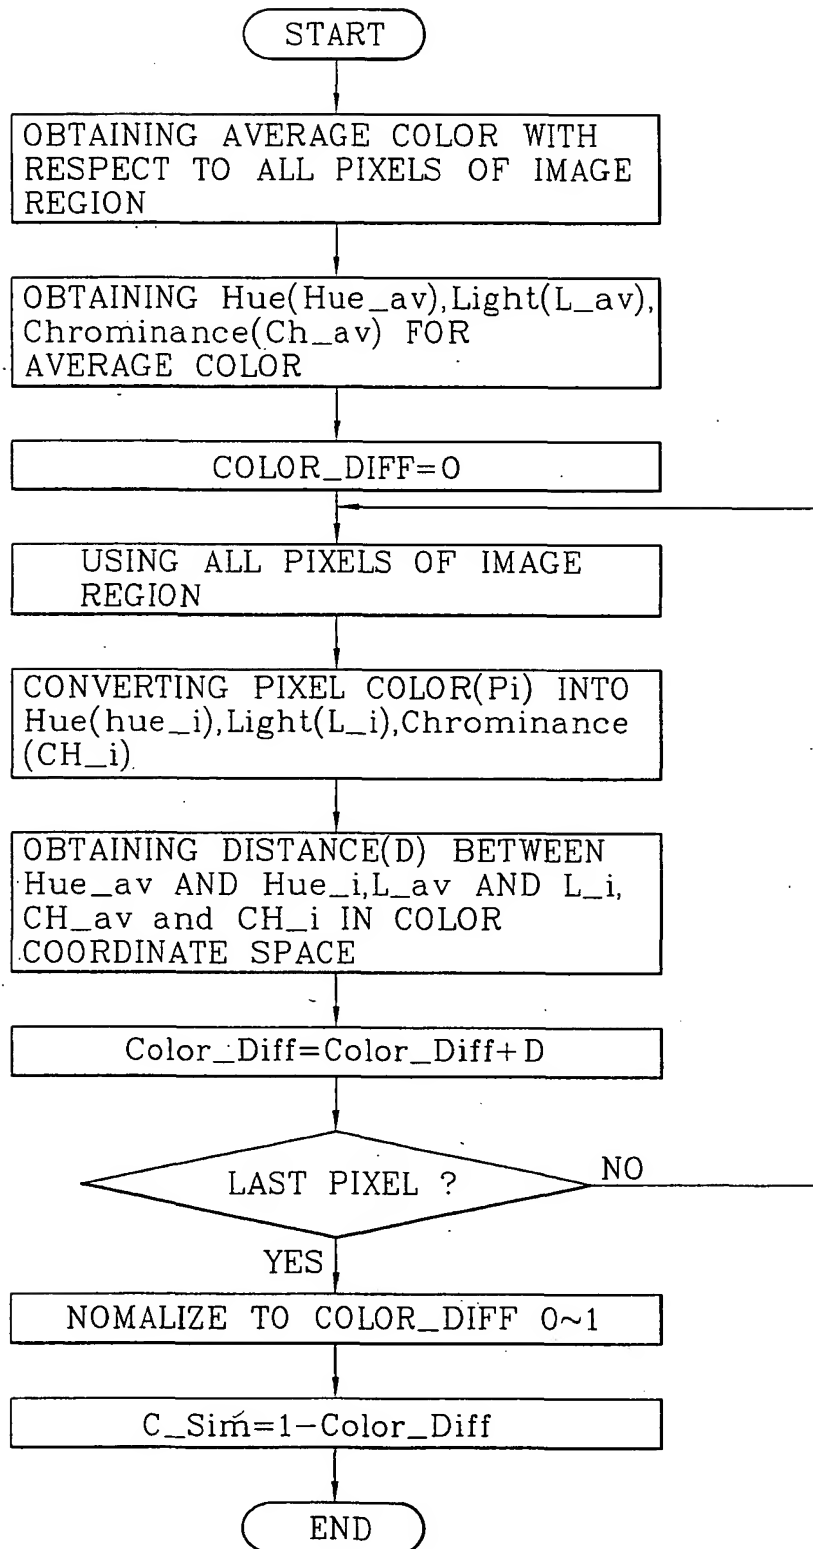 START
OBTAINING AVERAGE COLOR WITH
RESPECT TO ALL PIXELS OF IMAGE
REGION
OBTAINING Hue(Hue_av),Light(L_av),
Chrominance(Ch_av) FOR
AVERAGE COLOR
COLOR_DIFF=0
USING ALL PIXELS OF IMAGE
REGION
CONVERTING PIXEL COLOR(Pi) INTO
Hue(hue_i),Light(L_i),Chrominance
(CH_i)
OBTAINING DISTANCE(D) BETWEEN
Hue_av AND Hue_i,L_av AND L_i,
CH_av and CH_i IN COLOR
COORDINATE SPACE
Color_Diff=Color_Diff+D
LAST PIXEL ?
NO
YES
NOMALIZE TO COLOR_DIFF 0~1
C_Sim=1-Color_Diff
END